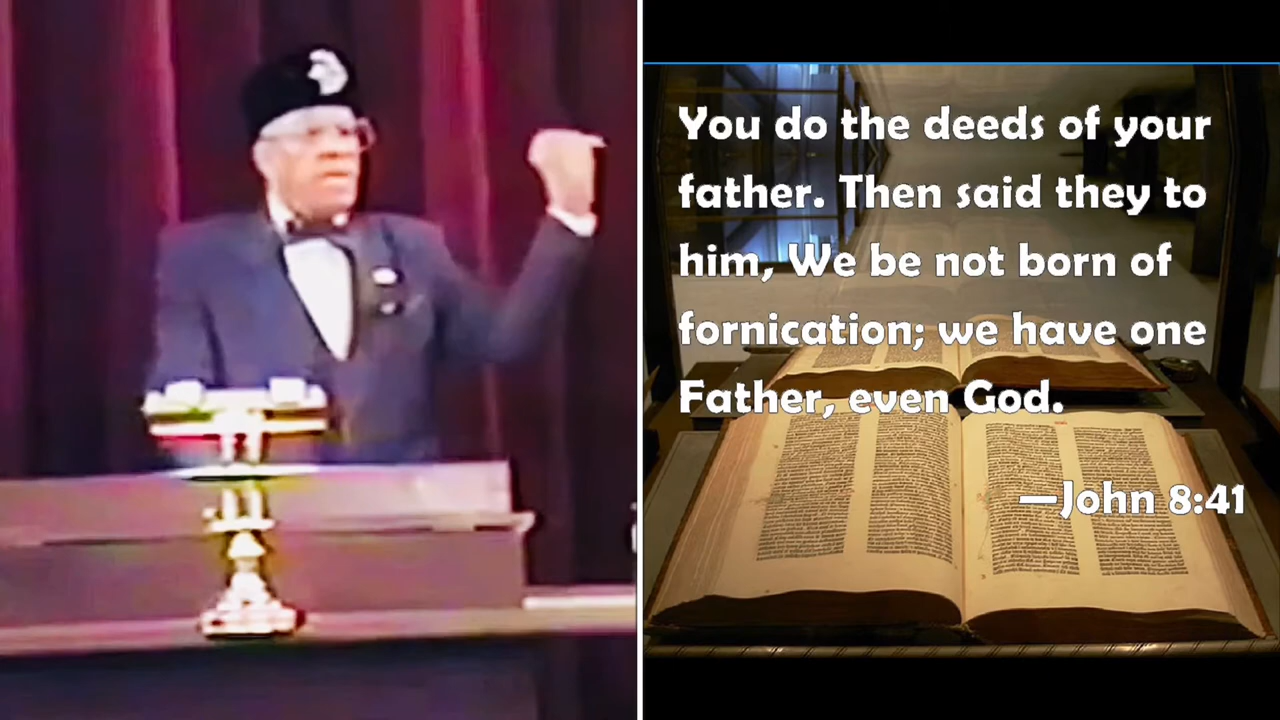 You do the deeds of your
father. Then said they to
him, We be not born of
fornication; we have one
Father, even God.
—John 8:41